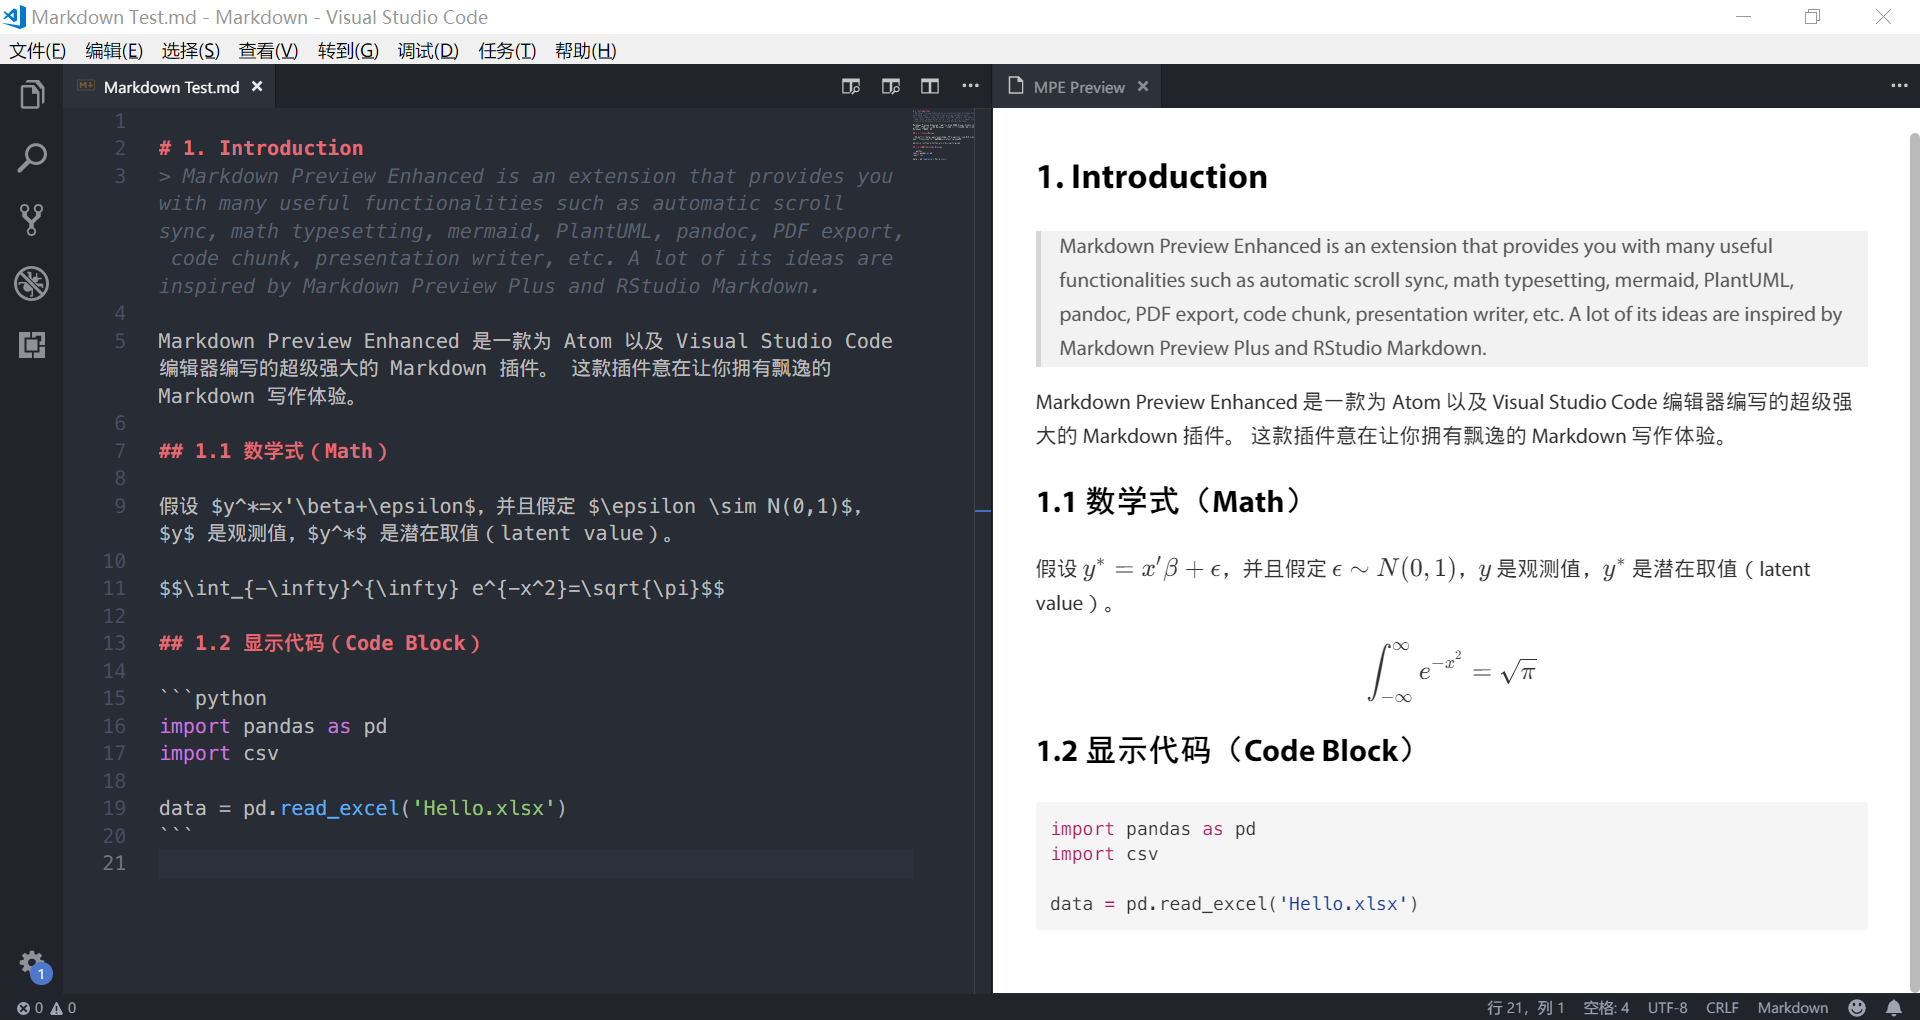 Markdown Test.md - Markdown - Visual Studio Code
文件(F) 编辑(E) 选择(S) 查看(V) 转到(G) 调试(D) 任务(T) 帮助(H)
Markdown Test.md
1
2 # 1. Introduction
3 > Markdown Preview Enhanced is an extension that provides you
with many useful functionalities such as automatic scroll
sync, math typesetting, mermaid, PlantUML, pandoc, PDF export,
code chunk, presentation writer, etc. A lot of its ideas are
inspired by Markdown Preview Plus and RStudio Markdown.
4
5 Markdown Preview Enhanced 是一款为 Atom 以及 Visual Studio Code
编辑器编写的超级强大的 Markdown 插件。 这款插件意在让你拥有飘逸的
Markdown 写作体验。
6
7 ## 1.1 数学式（Math）
8
9 假设 $y^*=x'\beta+\epsilon$，并且假定 $\epsilon \sim N(0,1)$，
$y$ 是观测值，$y^*$ 是潜在取值（latent value）。
10
11 $$\int_{-\infty}^{\infty} e^{-x^2}=\sqrt{\pi}$$
12
13 ## 1.2 显示代码（Code Block）
14
15 ```python
16 import pandas as pd
17 import csv
18
19 data = pd.read_excel('Hello.xlsx')
20 ```
21
MPE Preview
1. Introduction
Markdown Preview Enhanced is an extension that provides you with many useful
functionalities such as automatic scroll sync, math typesetting, mermaid, PlantUML,
pandoc, PDF export, code chunk, presentation writer, etc. A lot of its ideas are inspired by
Markdown Preview Plus and RStudio Markdown.
Markdown Preview Enhanced 是一款为 Atom 以及 Visual Studio Code 编辑器编写的超级强
大的 Markdown 插件。 这款插件意在让你拥有飘逸的 Markdown 写作体验。
1.1 数学式（Math）
假设 y* = x′β + ϵ，并且假定 ϵ ∼ N(0, 1)，y 是观测值，y* 是潜在取值（latent
value）。
∫_{−∞}^{∞} e^{−x^2} = √π
1.2 显示代码（Code Block）
import pandas as pd
import csv
data = pd.read_excel('Hello.xlsx')
1
0 0
行 21，列 1 空格: 4 UTF-8 CRLF Markdown